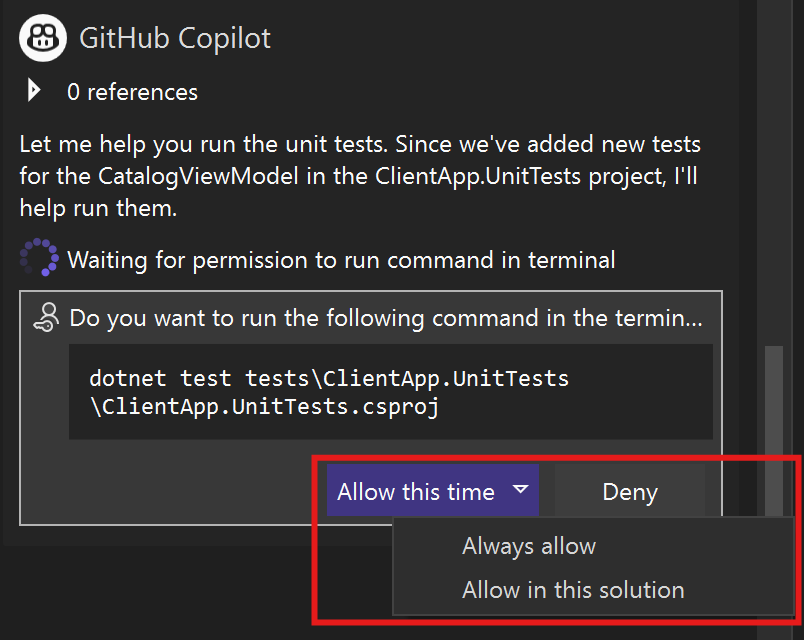 GitHub Copilot
0 references
Let me help you run the unit tests. Since we've added new tests
for the CatalogViewModel in the ClientApp.UnitTests project, I'll
help run them.
Waiting for permission to run command in terminal
Do you want to run the following command in the termin...
dotnet test tests\ClientApp.UnitTests
\ClientApp.UnitTests.csproj
Allow this time Deny
Always allow
Allow in this solution